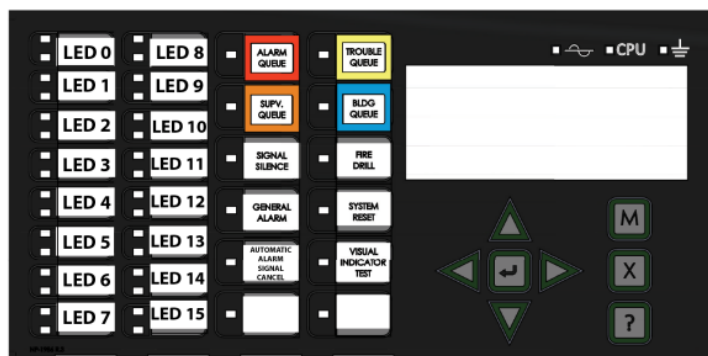 LED 0
LED 1
LED 2
LED 3
LED 4
LED 5
LED 6
LED 7
LED 8
LED 9
LED 10
LED 11
LED 12
LED 13
LED 14
LED 15
ALARM
QUEUE
SUPV.
QUEUE
SIGNAL
SILENCE
GENERAL
ALARM
AUTOMATIC
ALARM
SIGNAL
CANCEL
TROUBLE
QUEUE
BLDG
QUEUE
FIRE
DRILL
SYSTEM
RESET
VISUAL
INDICATOR
TEST
CPU
M
X
?